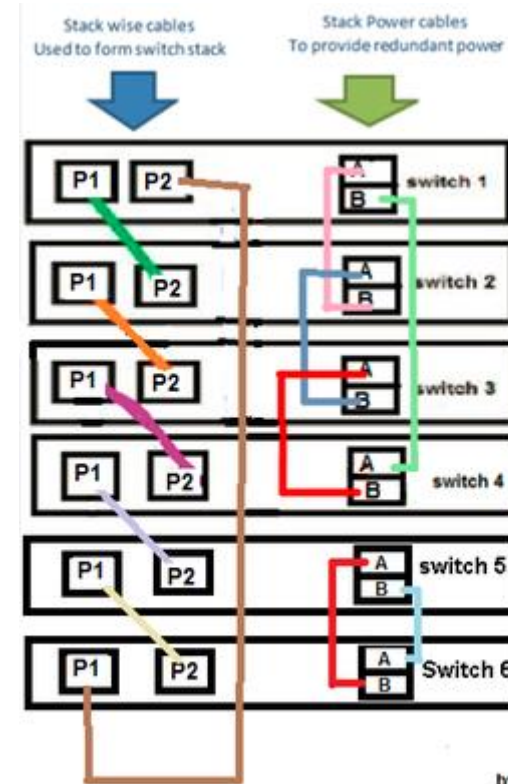 Stack wise cables
Used to form switch stack
Stack Power cables
To provide redundant power
P1 P2 A switch 1
B
P1 P2 A switch 2
B
P1 P2 A switch 3
B
P1 P2 A switch 4
B
P1 P2 A switch 5
B
P1 P2 A Switch 6
B